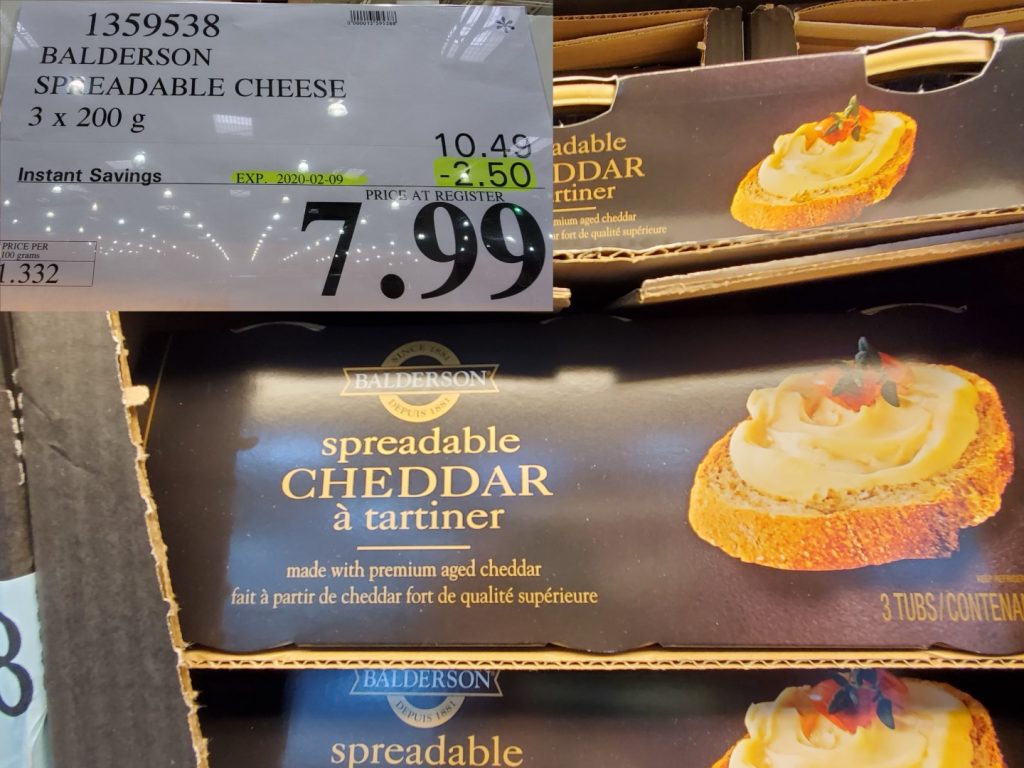 1359538
BALDERSON
SPREADABLE CHEESE
3 x 200 g
10.49
-2.50
Instant Savings
EXP. 2020-02-09
PRICE AT REGISTER
7.99
PRICE PER
100 grams
1.332
*
adable
DDAR
rtiner
mium aged cheddar
r fort de qualité supérieure
SINCE 1881
BALDERSON
DEPUIS 1881
spreadable
CHEDDAR
à tartiner
made with premium aged cheddar
fait à partir de cheddar fort de qualité supérieure
3 TUBS/CONTENA
8
BALDERSON
DEPUIS 1881
spreadable